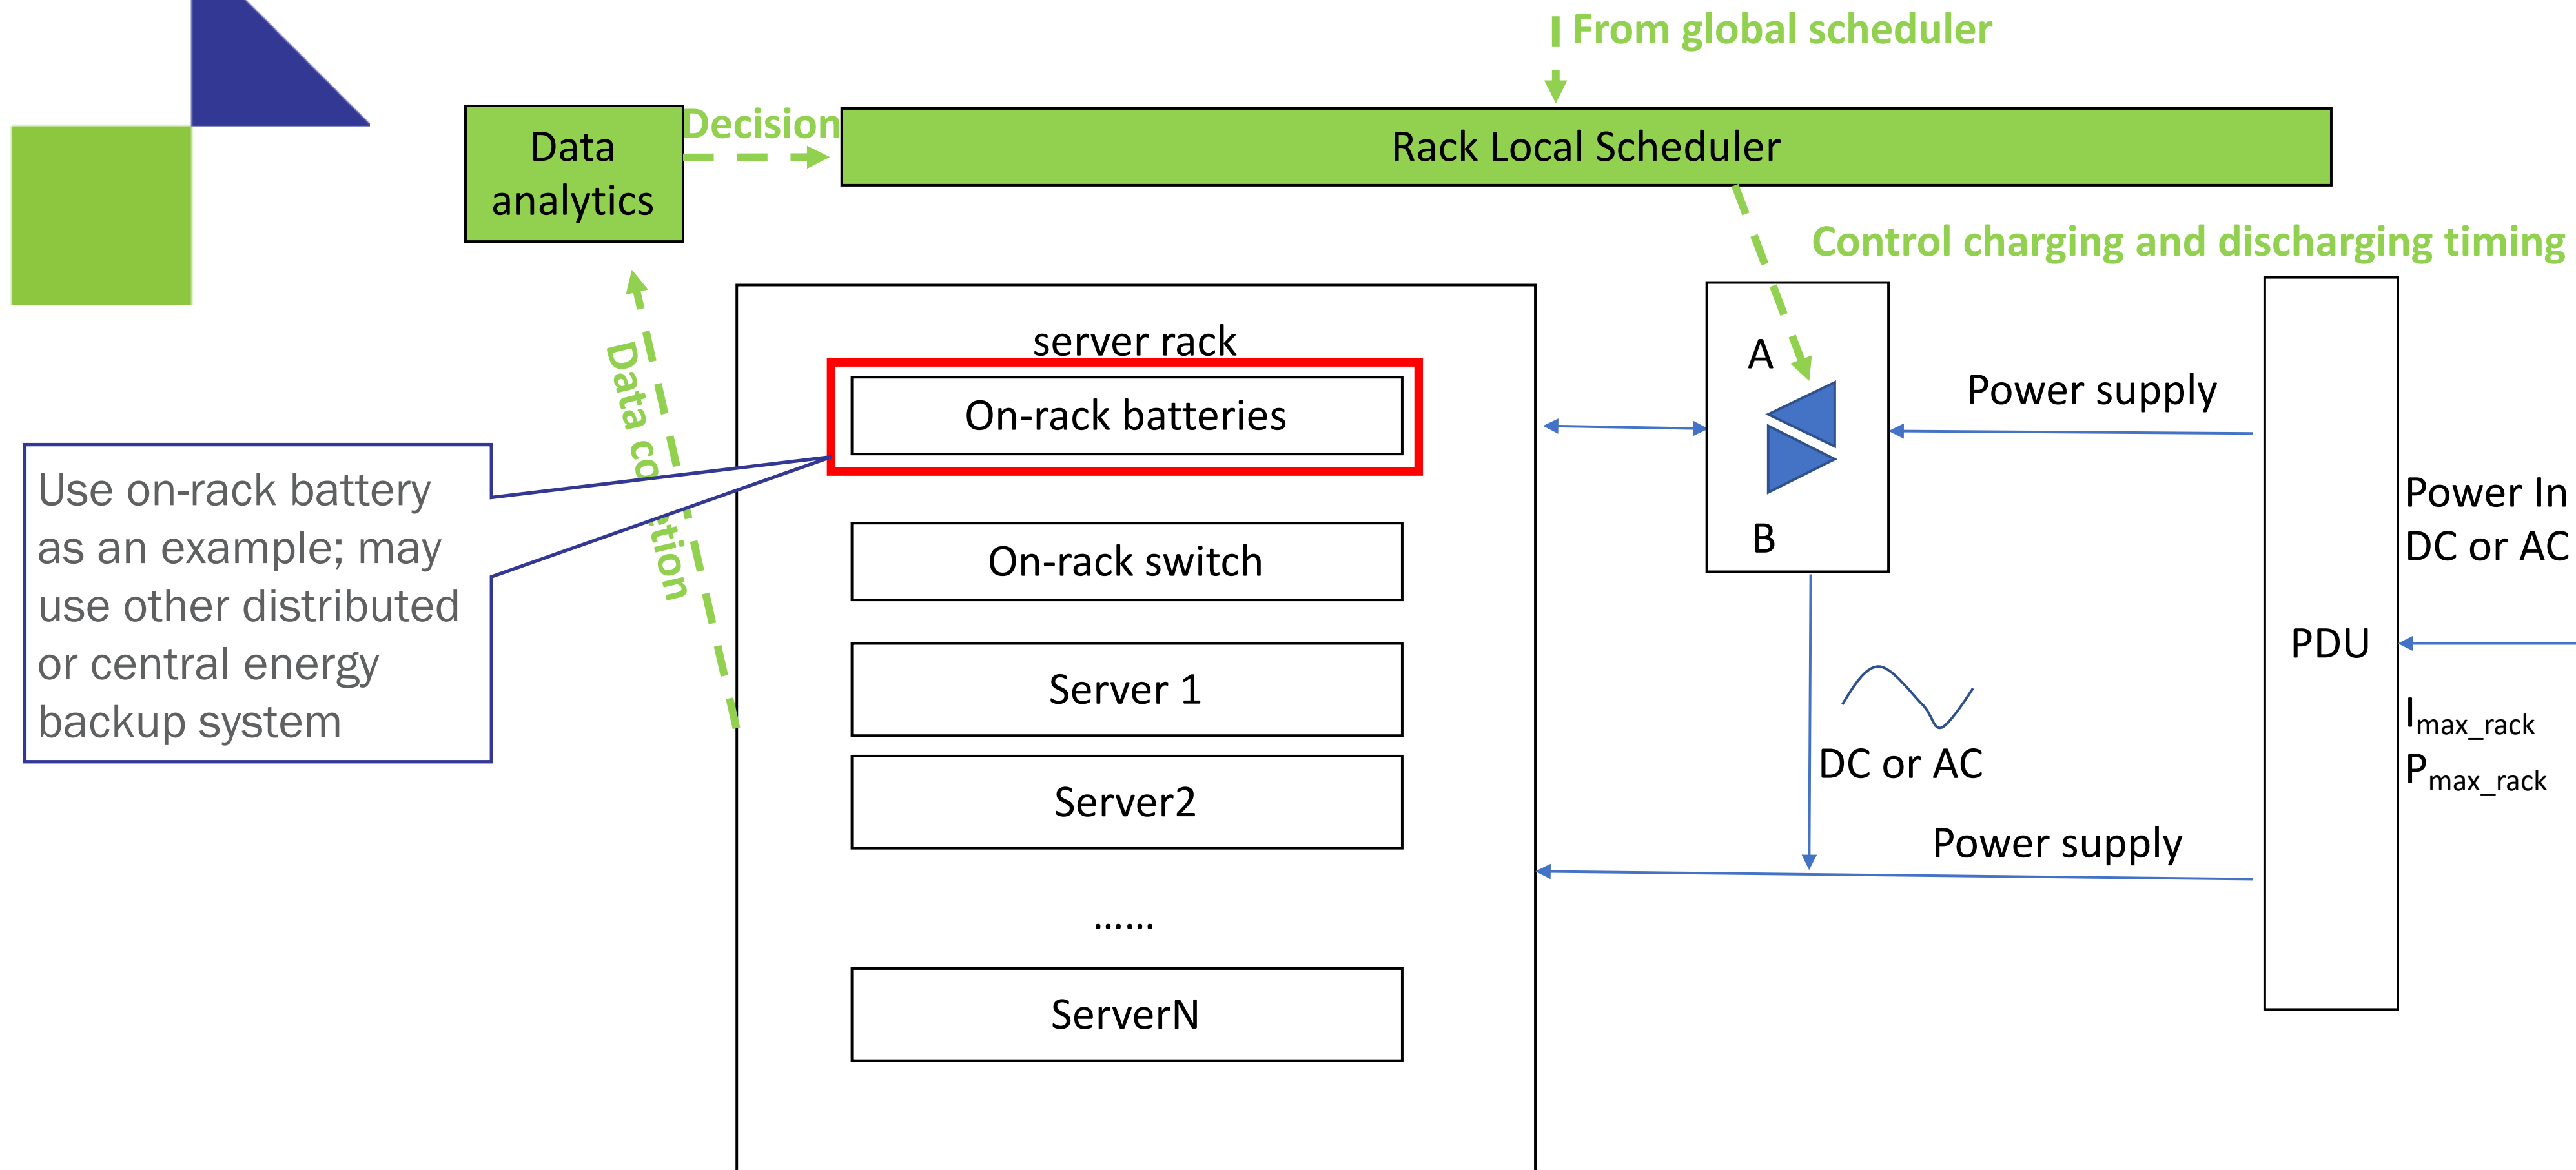 From global scheduler
Data
analytics
Decision
Rack Local Scheduler
Control charging and discharging timing
server rack
On-rack batteries
On-rack switch
Server 1
Server2
......
ServerN
Data
Use on-rack battery
as an example; may
use other distributed
or central energy
backup system
A
B
Power supply
DC or AC
Power supply
PDU
Power In
DC or AC
Imax_rack
Pmax_rack